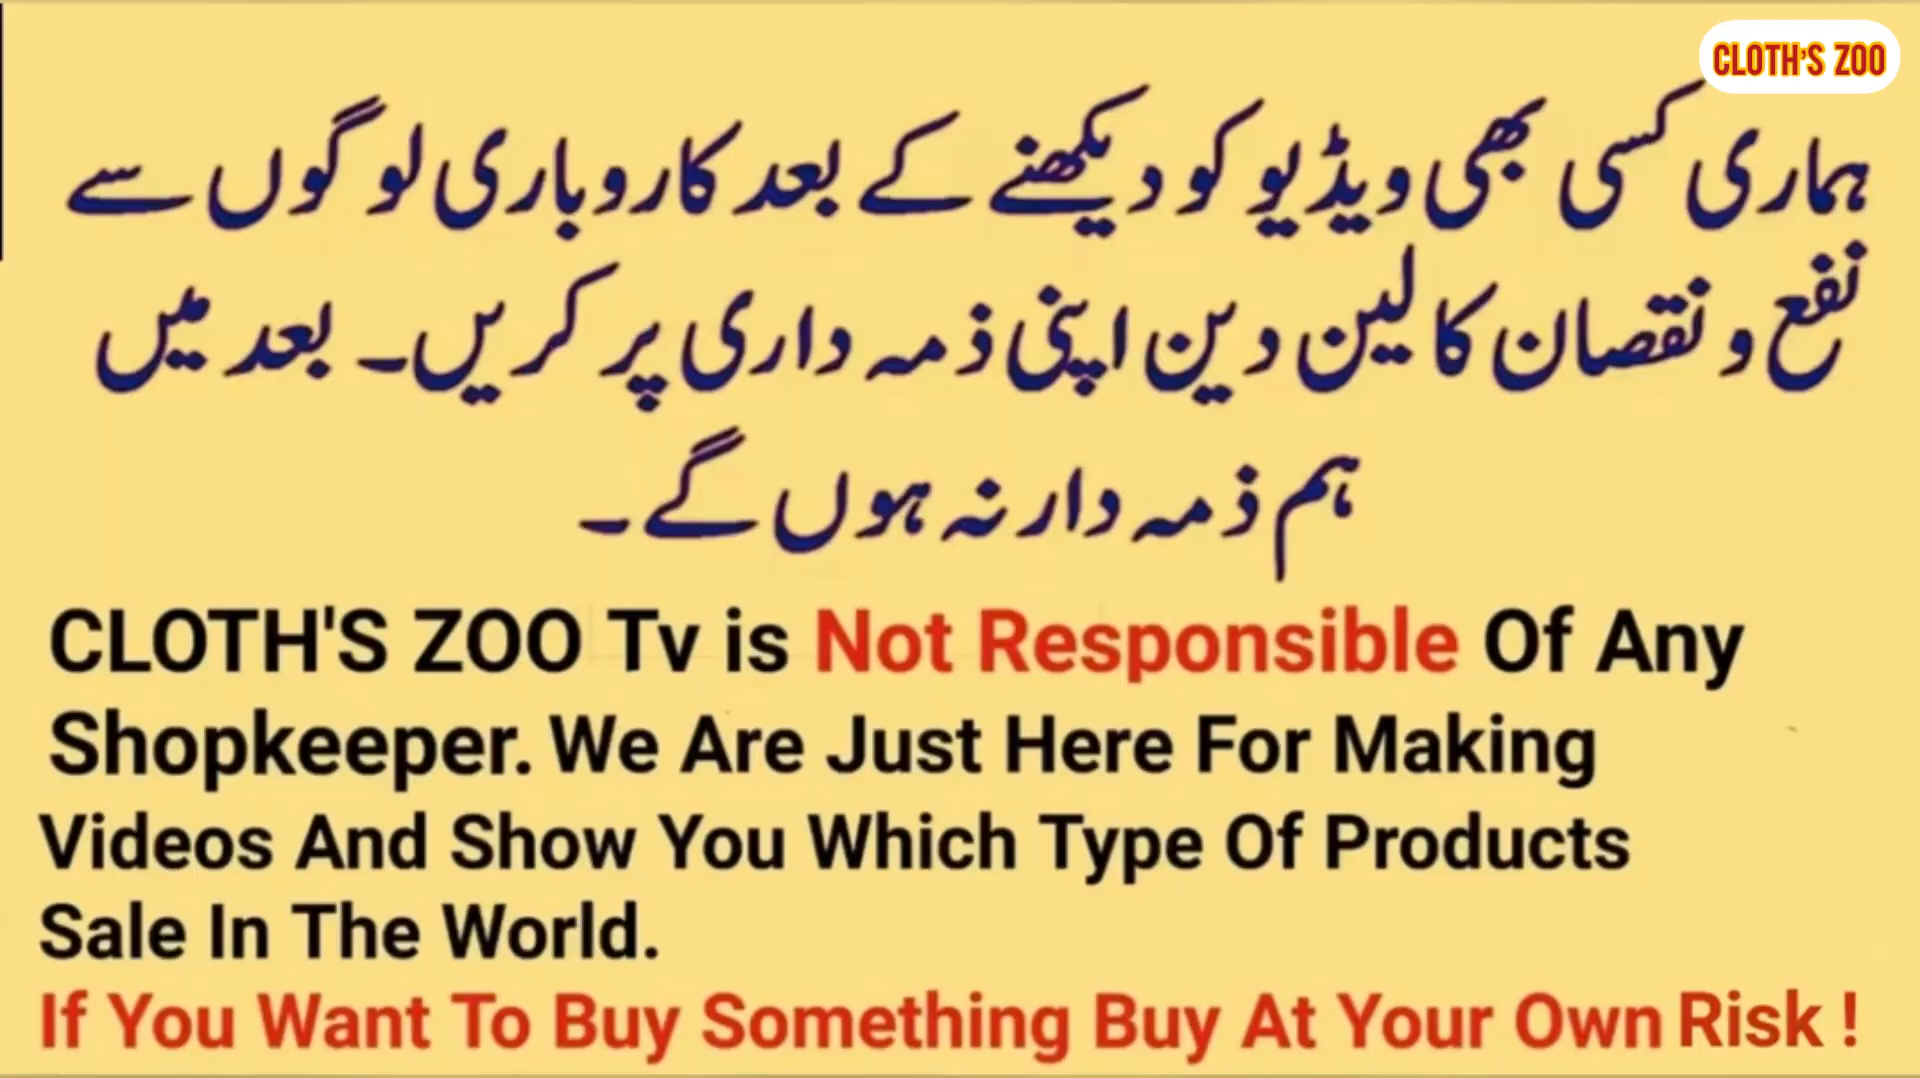 CLOTH'S ZOO
ہماری کسی بھی ویڈیو کو دیکھنے کے بعد کاروباری لوگوں سے
نفع و نقصان کا لین دین اپنی ذمہ داری پر کریں۔ بعد میں
ہم ذمہ دار نہ ہوں گے۔
CLOTH'S ZOO Tv is Not Responsible Of Any
Shopkeeper. We Are Just Here For Making
Videos And Show You Which Type Of Products
Sale In The World.
If You Want To Buy Something Buy At Your Own Risk !